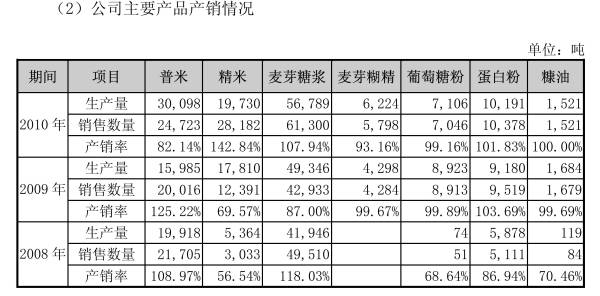 （2）公司主要产品产销情况
单位：吨
期间 项目 普米 精米 麦芽糖浆 麦芽糊精 葡萄糖粉 蛋白粉 糠油
生产量 30,098 19,730 56,789 6,224 7,106 10,191 1,521
2010 年 销售数量 24,723 28,182 61,300 5,798 7,046 10,378 1,521
产销率 82.14% 142.84% 107.94% 93.16% 99.16% 101.83% 100.00%
生产量 15,985 17,810 49,346 4,298 8,923 9,180 1,684
2009 年 销售数量 20,016 12,391 42,933 4,284 8,913 9,519 1,679
产销率 125.22% 69.57% 87.00% 99.67% 99.89% 103.69% 99.69%
生产量 19,918 5,364 41,946 74 5,878 119
2008 年 销售数量 21,705 3,033 49,510 51 5,111 84
产销率 108.97% 56.54% 118.03% 68.64% 86.94% 70.46%